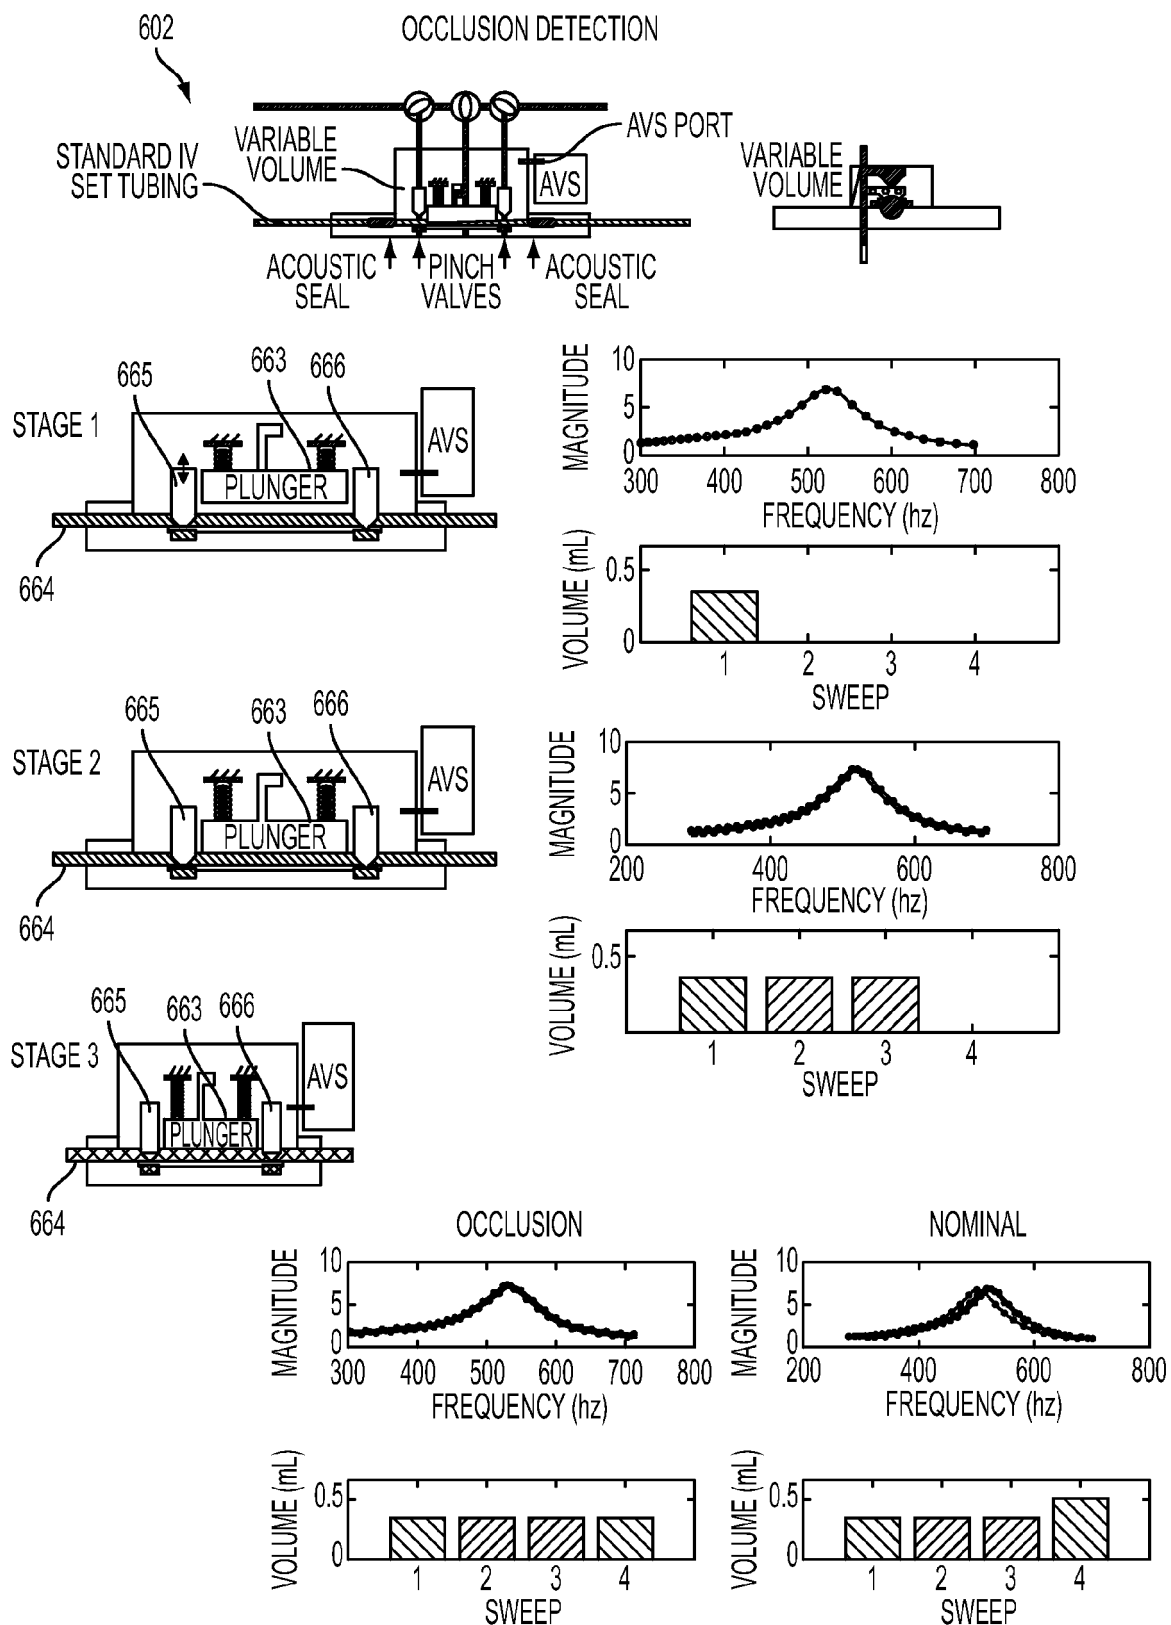 602
OCCLUSION DETECTION
STANDARD IV
SET TUBING
VARIABLE
VOLUME
AVS PORT
AVS
VARIABLE
VOLUME
ACOUSTIC
SEAL
PINCH
VALVES
ACOUSTIC
SEAL
STAGE 1
665
663
666
AVS
PLUNGER
664
MAGNITUDE
10
5
0
300 400 500 600 700 800
FREQUENCY (hz)
VOLUME (mL)
0.5
0
1 2 3 4
SWEEP
STAGE 2
665
663
666
AVS
PLUNGER
664
MAGNITUDE
10
5
0
200 400 600 800
FREQUENCY (hz)
VOLUME (mL)
0.5
1 2 3 4
SWEEP
STAGE 3
665
663
666
AVS
PLUNGER
664
OCCLUSION
MAGNITUDE
10
5
0
300 400 500 600 700 800
FREQUENCY (hz)
VOLUME (mL)
0.5
0
1 2 3 4
SWEEP
NOMINAL
MAGNITUDE
10
5
0
200 400 600 800
FREQUENCY (hz)
VOLUME (mL)
0.5
0
1 2 3 4
SWEEP